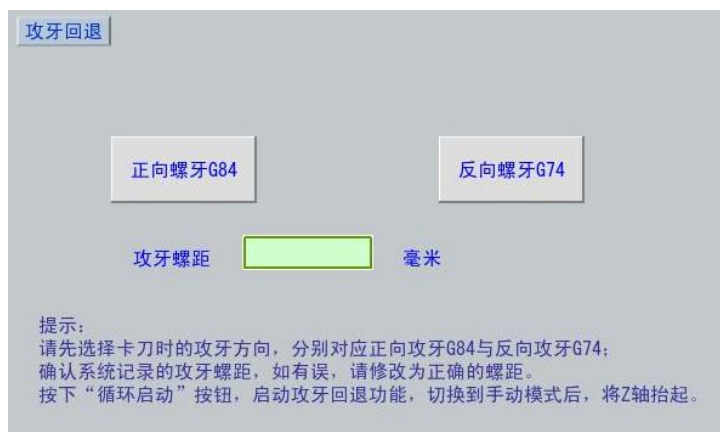 攻牙回退
正向螺牙G84
反向螺牙G74
攻牙螺距
毫米
提示：
请先选择卡刀时的攻牙方向，分别对应正向攻牙G84与反向攻牙G74；
确认系统记录的攻牙螺距，如有误，请修改为正确的螺距。
按下“循环启动”按钮，启动攻牙回退功能，切换到手动模式后，将Z轴抬起。